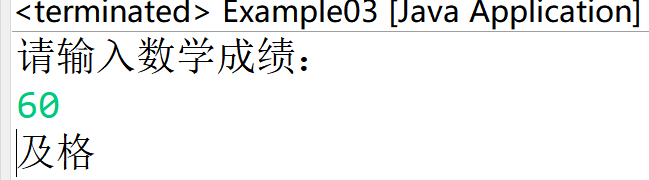 <terminated> Example03 [Java Application]
请输入数学成绩：
60
及格